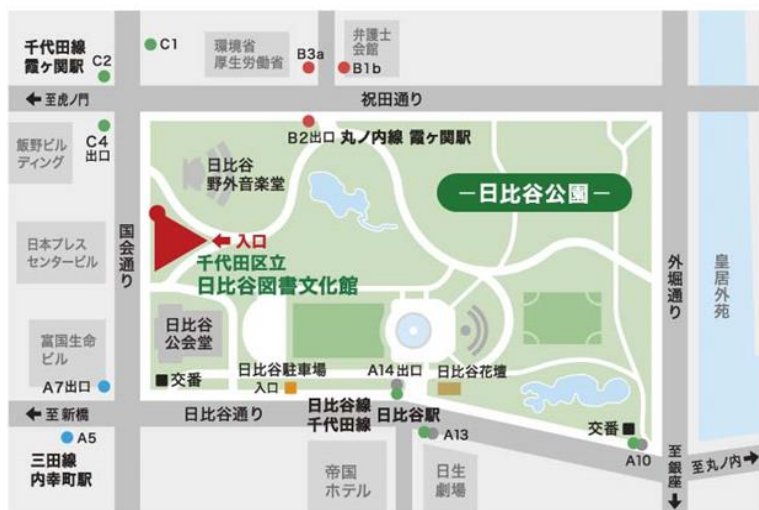 千代田線
霞ヶ関駅
C2
C1
環境省
厚生労働省
B3a
弁護士
会館
B1b
← 至虎ノ門
祝田通り
C4
出口
飯野ビル
ディング
B2出口 丸ノ内線 霞ヶ関駅
日比谷
野外音楽堂
－日比谷公園－
日本プレス
センタービル
国会通り
← 入口
千代田区立
日比谷図書文化館
外堀通り
皇居外苑
日比谷
公会堂
富国生命
ビル
A7出口
■交番
日比谷駐車場
入口
A14出口
日比谷花壇
← 至新橋
日比谷通り
日比谷線
千代田線
日比谷駅
A13
交番■
A10
A5
三田線
内幸町駅
帝国
ホテル
日生
劇場
至銀座
至丸ノ内 →